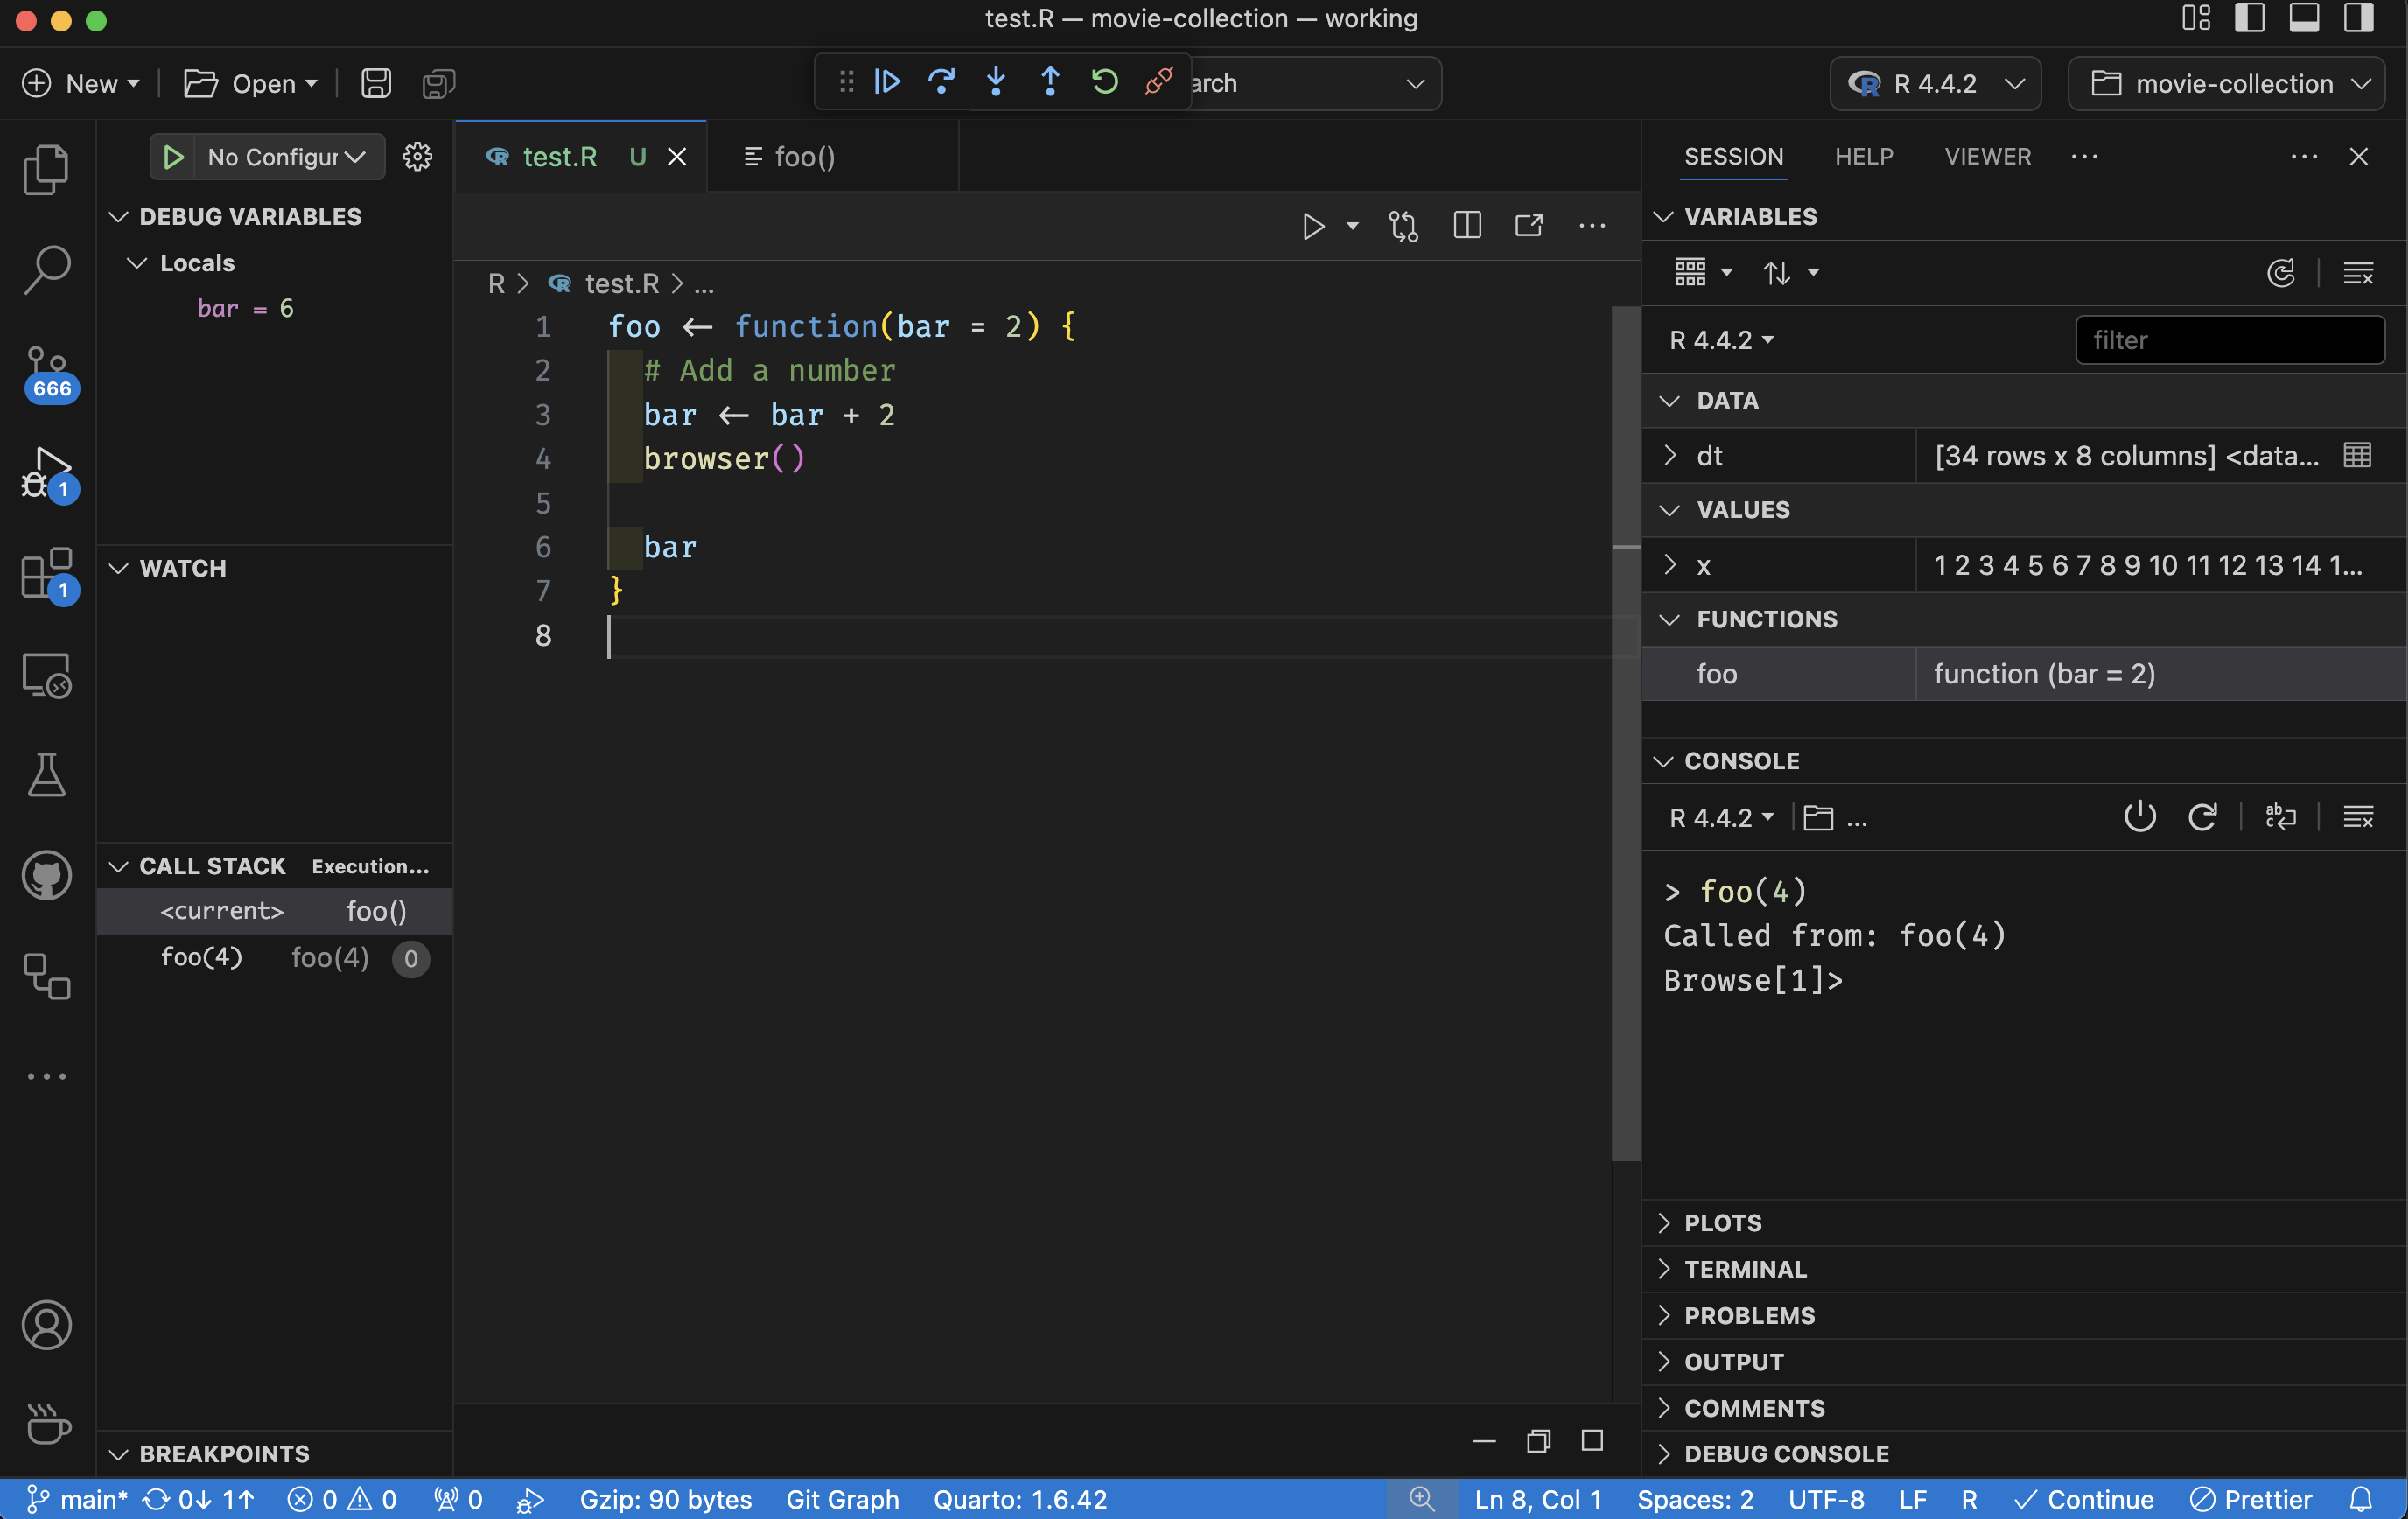 test.R — movie-collection — working
New
Open
arch
R 4.4.2
movie-collection
No Configur
DEBUG VARIABLES
Locals
bar = 6
WATCH
CALL STACK Execution...
<current> foo()
foo(4) foo(4) 0
BREAKPOINTS
666
1
1
test.R U
foo()
R > test.R > ...
1 foo <- function(bar = 2) {
2 # Add a number
3 bar <- bar + 2
4 browser()
5
6 bar
7 }
8
SESSION HELP VIEWER ...
VARIABLES
R 4.4.2 filter
DATA
dt [34 rows x 8 columns] <data...
VALUES
x 1 2 3 4 5 6 7 8 9 10 11 12 13 14 1...
FUNCTIONS
foo function (bar = 2)
CONSOLE
R 4.4.2 ...
> foo(4)
Called from: foo(4)
Browse[1]>
PLOTS
TERMINAL
PROBLEMS
OUTPUT
COMMENTS
DEBUG CONSOLE
main* 0↓ 1↑ 0 0 0 Gzip: 90 bytes Git Graph Quarto: 1.6.42 Ln 8, Col 1 Spaces: 2 UTF-8 LF R Continue Prettier